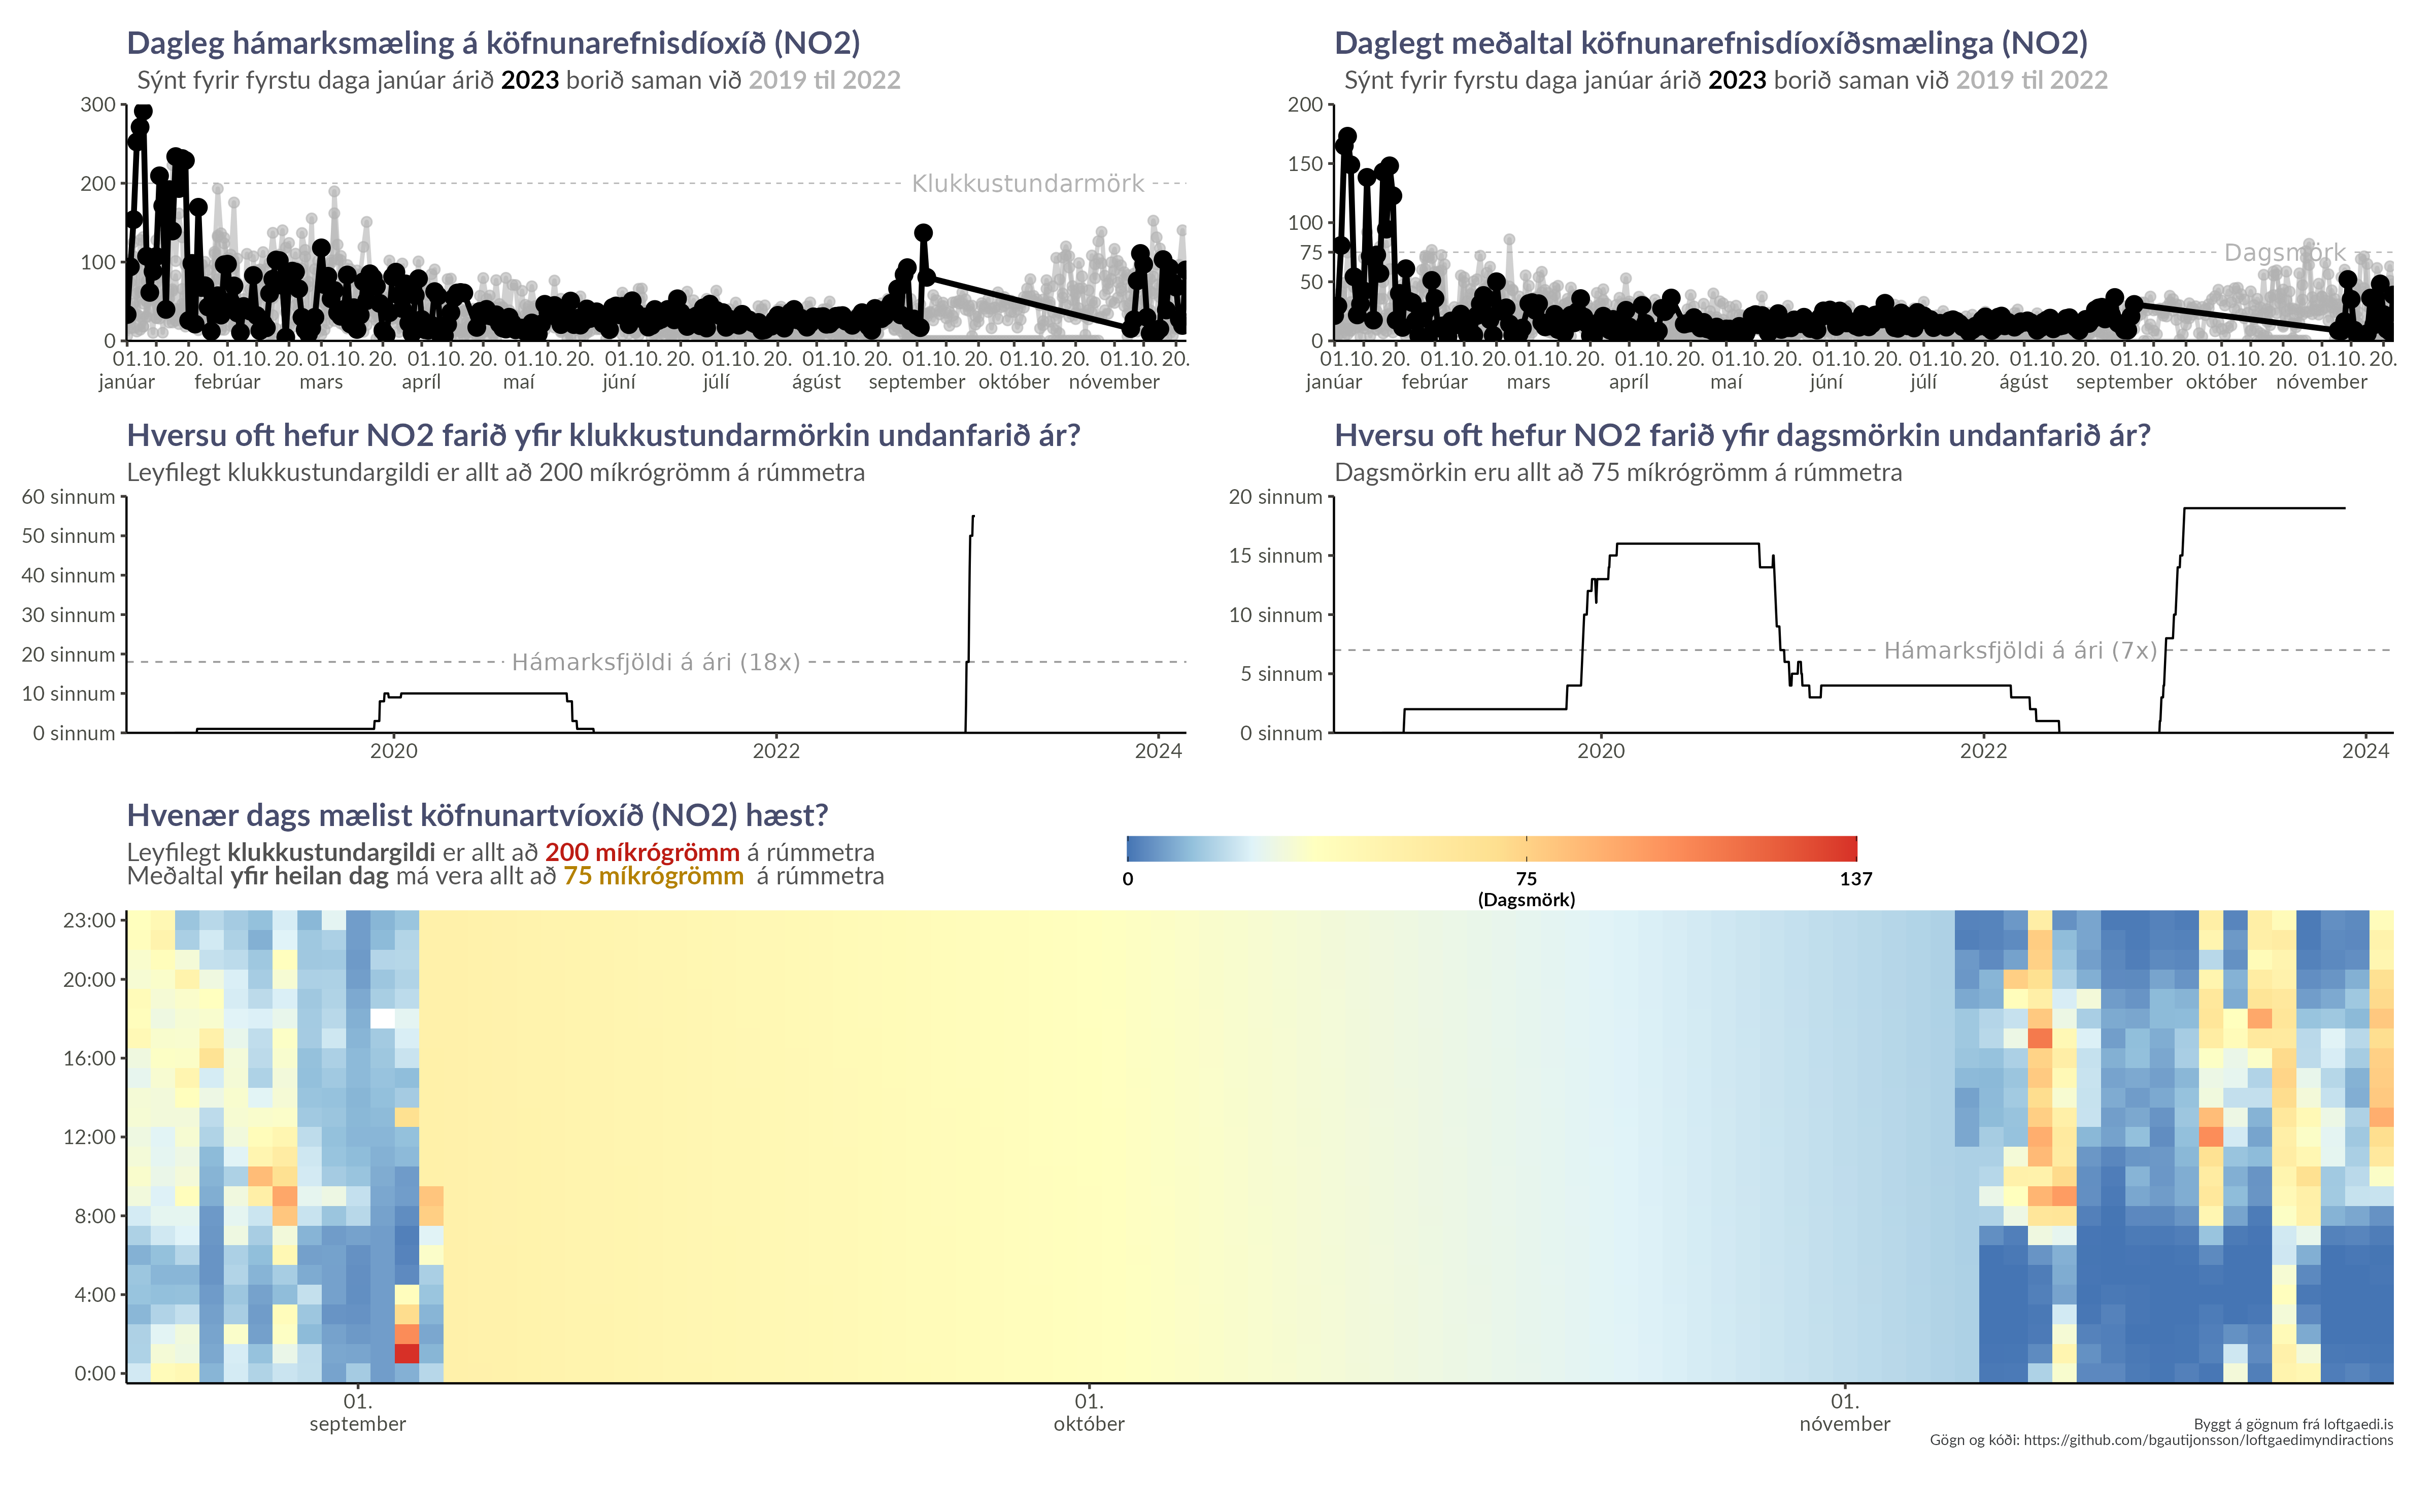 Dagleg hámarksmæling á köfnunarefnisdíoxíð (NO2)
Sýnt fyrir fyrstu daga janúar árið 2023 borið saman við 2019 til 2022
300
200
100
0
Klukkustundarmörk
01. 10. 20. 01. 10. 20. 01. 10. 20. 01. 10. 20. 01. 10. 20. 01. 10. 20. 01. 10. 20. 01. 10. 20. 01. 10. 20. 01. 10. 20. 01. 10. 20.
janúar febrúar mars apríl maí júní júlí ágúst september október nóvember
Daglegt meðaltal köfnunarefnisdíoxíðsmælinga (NO2)
Sýnt fyrir fyrstu daga janúar árið 2023 borið saman við 2019 til 2022
200
150
100
75
50
0
Dagsmörk
01. 10. 20. 01. 10. 20. 01. 10. 20. 01. 10. 20. 01. 10. 20. 01. 10. 20. 01. 10. 20. 01. 10. 20. 01. 10. 20. 01. 10. 20. 01. 10. 20.
janúar febrúar mars apríl maí júní júlí ágúst september október nóvember
Hversu oft hefur NO2 farið yfir klukkustundarmörkin undanfarið ár?
Leyfilegt klukkustundargildi er allt að 200 míkrógrömm á rúmmetra
60 sinnum
50 sinnum
40 sinnum
30 sinnum
20 sinnum
10 sinnum
0 sinnum
Hámarksfjöldi á ári (18x)
2020 2022 2024
Hversu oft hefur NO2 farið yfir dagsmörkin undanfarið ár?
Dagsmörkin eru allt að 75 míkrógrömm á rúmmetra
20 sinnum
15 sinnum
10 sinnum
5 sinnum
0 sinnum
Hámarksfjöldi á ári (7x)
2020 2022 2024
Hvenær dags mælist köfnunartvíoxíð (NO2) hæst?
Leyfilegt klukkustundargildi er allt að 200 míkrógrömm á rúmmetra
Meðaltal yfir heilan dag má vera allt að 75 míkrógrömm á rúmmetra
0 75 137
(Dagsmörk)
23:00
20:00
16:00
12:00
8:00
4:00
0:00
01. 01. 01.
september október nóvember
Byggt á gögnum frá loftgaedi.is
Gögn og kóði: https://github.com/bgautijonsson/loftgaedimyndiractions